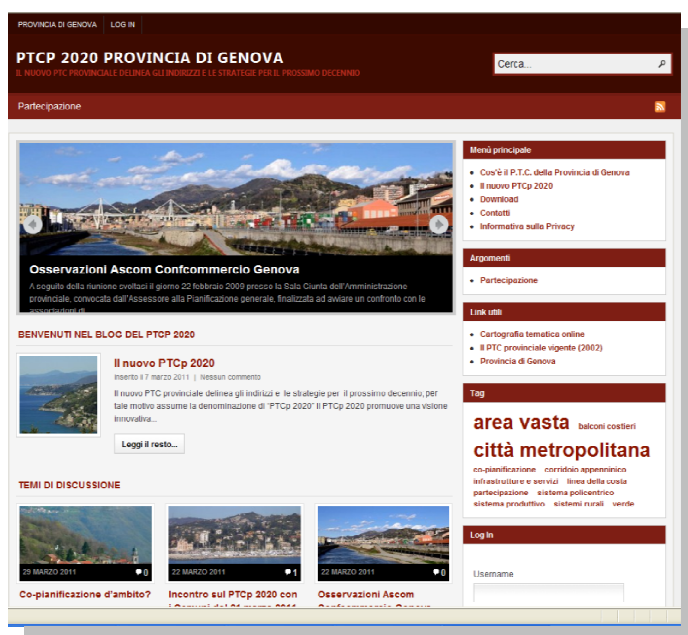 PROVINCIA DI GENOVA LOG IN
PTCP 2020 PROVINCIA DI GENOVA
IL NUOVO PTC PROVINCIALE DELINEA GLI INDIRIZZI E LE STRATEGIE PER IL PROSSIMO DECENNIO
Cerca...
Partecipazione
Osservazioni Ascom Confcommercio Genova
A seguito della riunione svoltasi il giorno 22 febbraio 2009 presso la Sala Giunta dell'Amministrazione
provinciale, convocata dall'Assessore alla Pianificazione generale, finalizzata ad avviare un confronto con le
associazioni di
BENVENUTI NEL BLOG DEL PTCP 2020
Il nuovo PTCp 2020
Inserito il 7 marzo 2011 | Nessun commento
Il nuovo PTC provinciale delinea gli indirizzi e le strategie per il prossimo decennio; per
tale motivo assume la denominazione di "PTCp 2020" Il PTCp 2020 promuove una visione
innovativa...
Leggi il resto...
TEMI DI DISCUSSIONE
29 MARZO 2011 0
Co-pianificazione d'ambito?
22 MARZO 2011 1
Incontro sul PTCp 2020 con
i Comuni del 21 marzo 2011
22 MARZO 2011 0
Osservazioni Ascom
Confcommercio Genova
Menù principale
Cos'è il P.T.C. della Provincia di Genova
Il nuovo PTCp 2020
Download
Contatti
Informativa sulla Privacy
Argomenti
Partecipazione
Link utili
Cartografia tematica online
Il PTC provinciale vigente (2002)
Provincia di Genova
Tag
area vasta balconi costieri
città metropolitana
co-pianificazione corridoio appenninico
infrastrutture e servizi linea della costa
partecipazione sistema policentrico
sistema produttivo sistemi rurali verde
Log In
Username